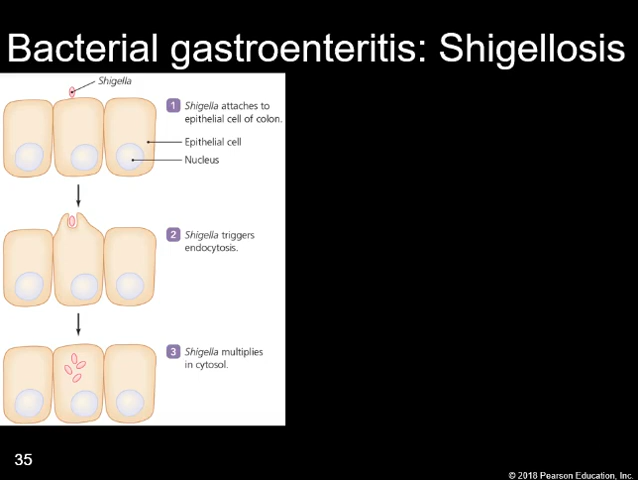 Bacterial gastroenteritis: Shigellosis
Shigella
1 Shigella attaches to
epithelial cell of colon.
Epithelial cell
Nucleus
2 Shigella triggers
endocytosis.
3 Shigella multiplies
in cytosol.
35
© 2018 Pearson Education, Inc.